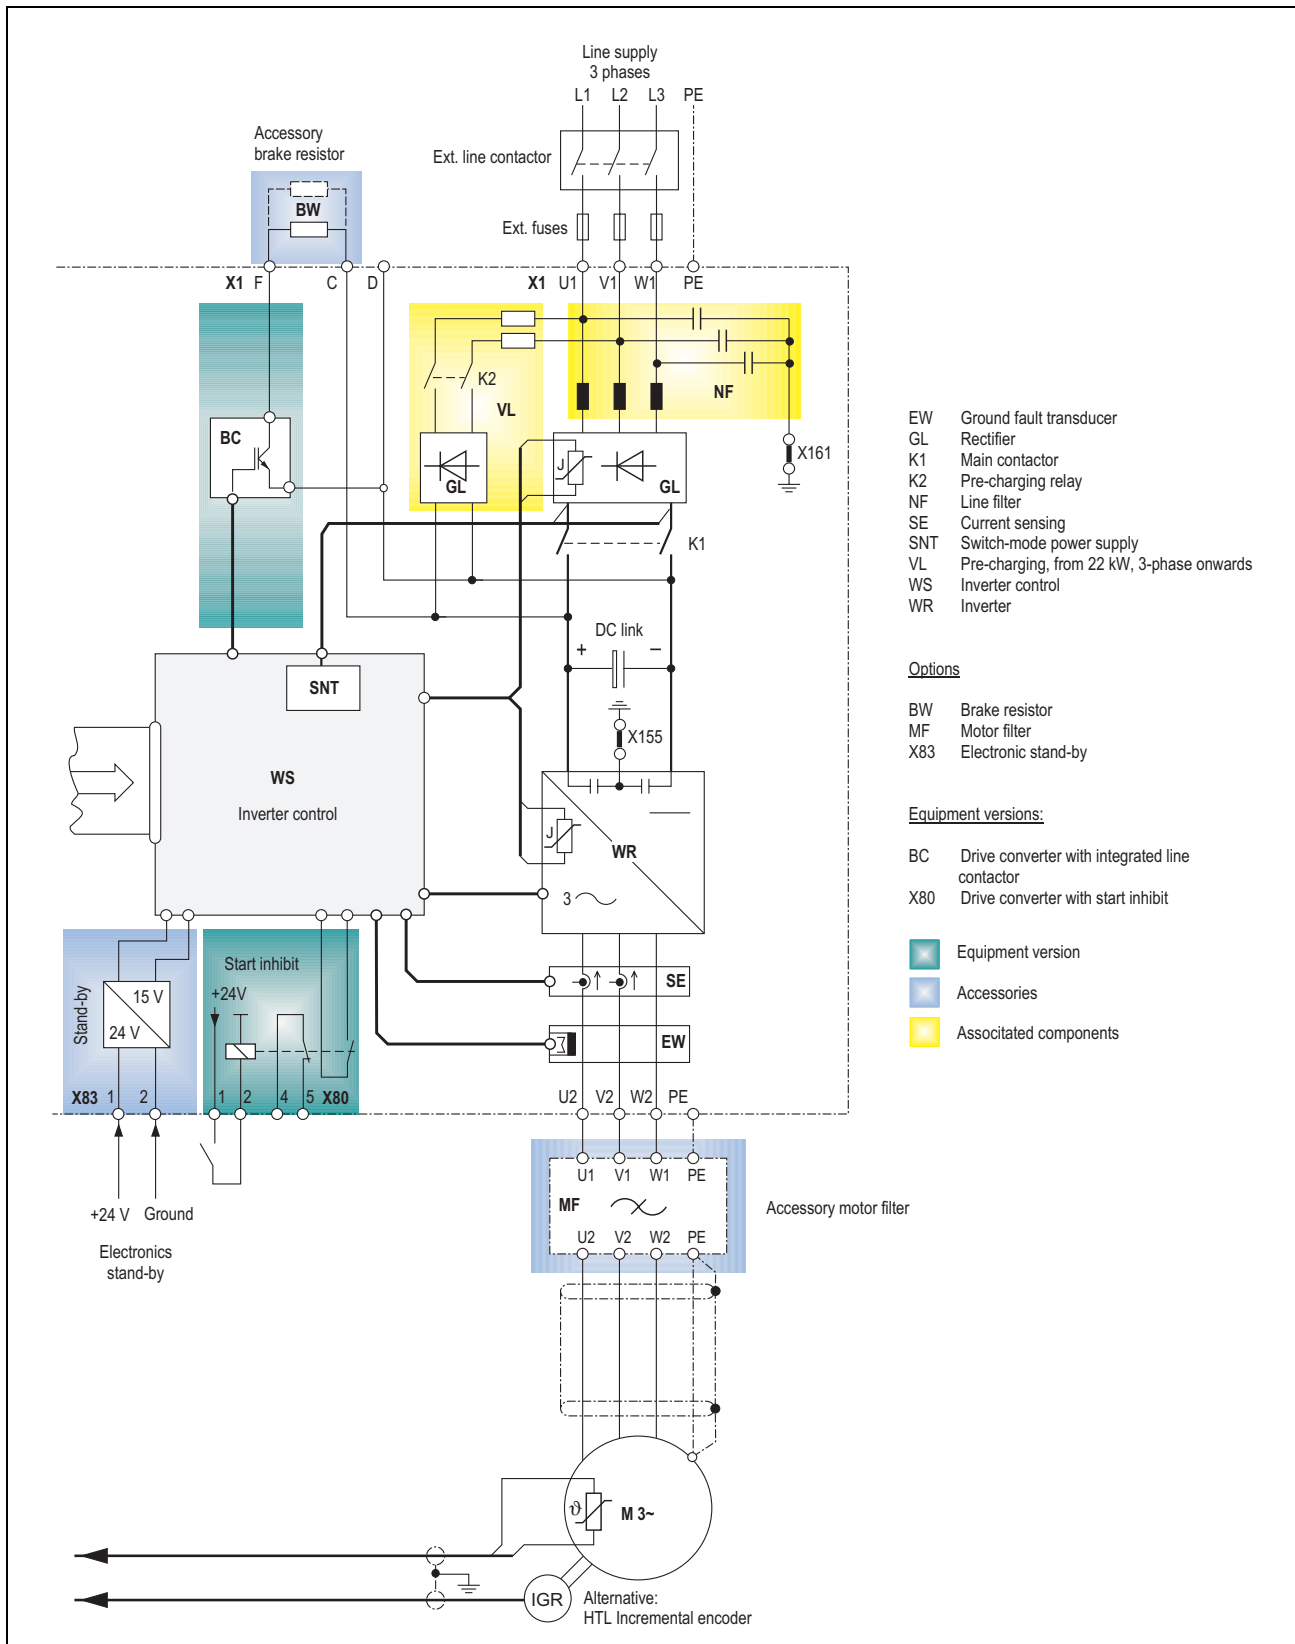 Line supply
3 phases
L1 L2 L3 PE
Accessory
brake resistor
Ext. line contactor
BW
Ext. fuses
X1 F C D X1 U1 V1 W1 PE
K2
VL
NF
BC
GL
J
GL
X161
K1
DC link
+ −
SNT
X155
WS
Inverter control
J
WR
3
Start inhibit
+24V
Stand-by
15 V
24 V
SE
EW
X83 1 2 1 2 4 5 X80
U2 V2 W2 PE
U1 V1 W1 PE
MF
U2 V2 W2 PE
Accessory motor filter
+24 V Ground
Electronics
stand-by
ϑ
M 3~
IGR
Alternative:
HTL Incremental encoder
EW Ground fault transducer
GL Rectifier
K1 Main contactor
K2 Pre-charging relay
NF Line filter
SE Current sensing
SNT Switch-mode power supply
VL Pre-charging, from 22 kW, 3-phase onwards
WS Inverter control
WR Inverter
Options
BW Brake resistor
MF Motor filter
X83 Electronic stand-by
Equipment versions:
BC Drive converter with integrated line
contactor
X80 Drive converter with start inhibit
Equipment version
Accessories
Associtated components